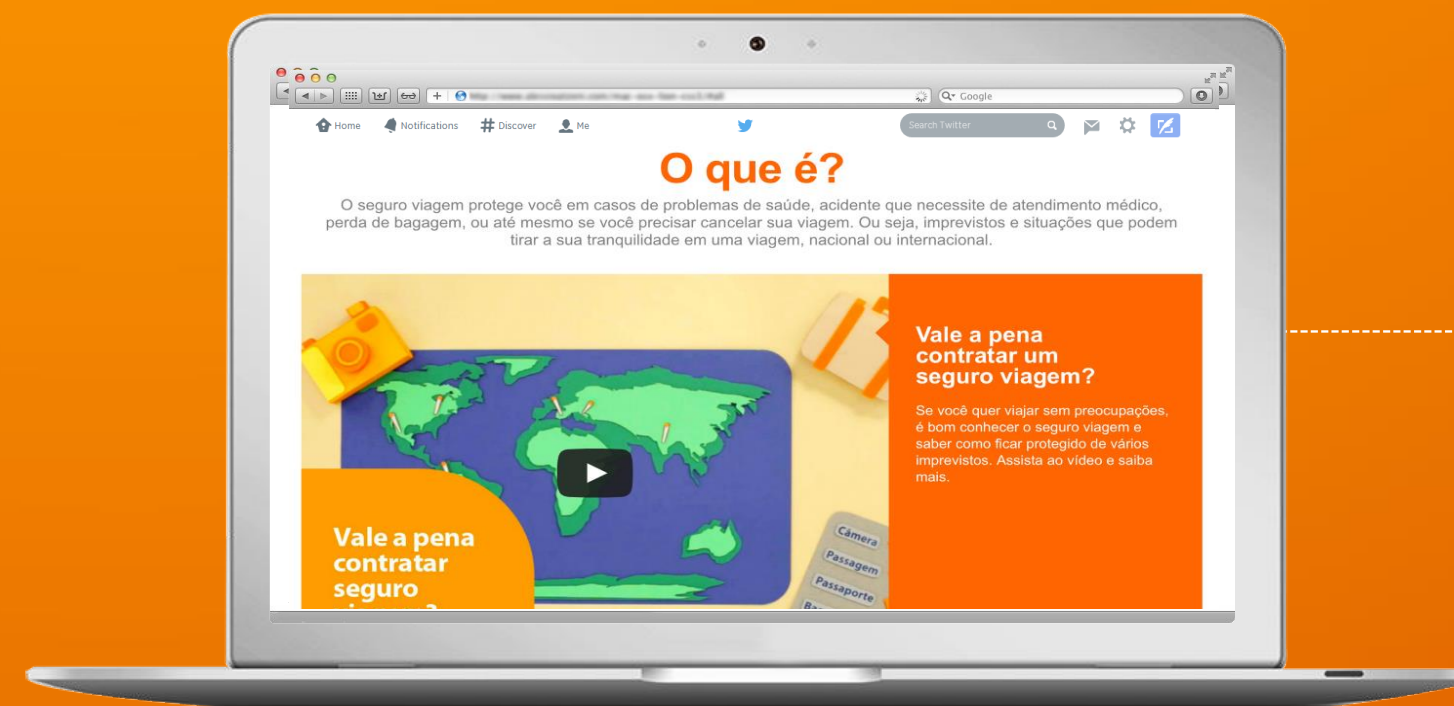 Google
Home Notifications # Discover Me Search Twitter
O que é?
O seguro viagem protege você em casos de problemas de saúde, acidente que necessite de atendimento médico,
perda de bagagem, ou até mesmo se você precisar cancelar sua viagem. Ou seja, imprevistos e situações que podem
tirar a sua tranquilidade em uma viagem, nacional ou internacional.
Vale a pena
contratar um
seguro viagem?
Se você quer viajar sem preocupações,
é bom conhecer o seguro viagem e
saber como ficar protegido de vários
imprevistos. Assista ao vídeo e saiba
mais.
Vale a pena
contratar
seguro
Câmera
Passagem
Passaporte